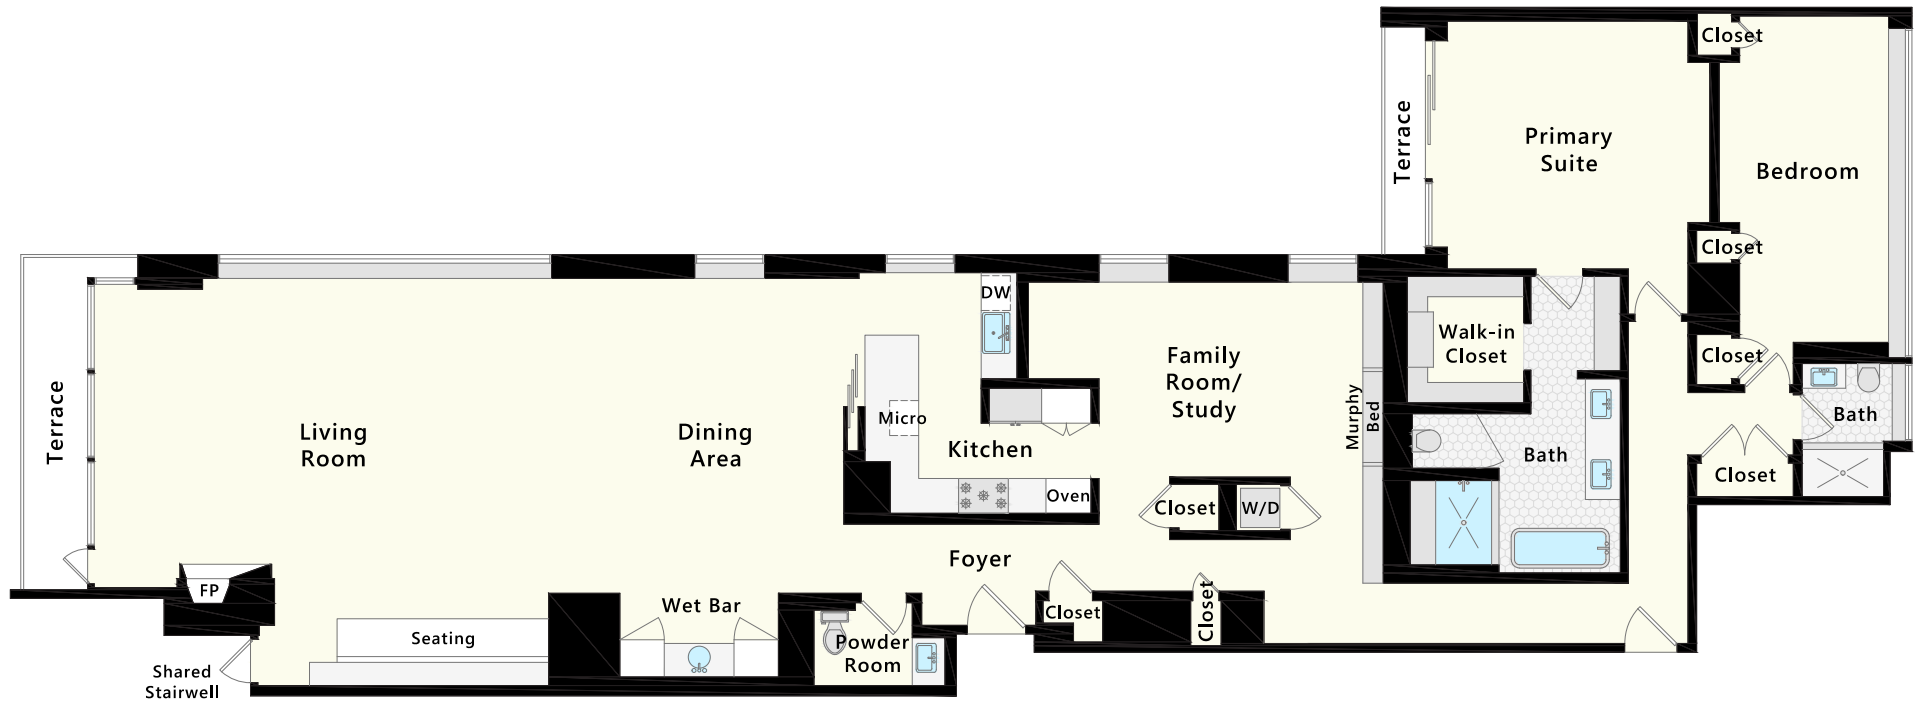 Closet
Terrace
Primary
Suite
Bedroom
Closet
DW
Walk-in
Closet
Family
Room/
Study
Closet
Terrace
Living
Room
Dining
Area
Micro
Kitchen
Murphy
Bed
Bath
Bath
Closet
Oven
Closet
W/D
Foyer
FP
Wet Bar
Closet
Closet
Seating
Powder
Room
Shared
Stairwell